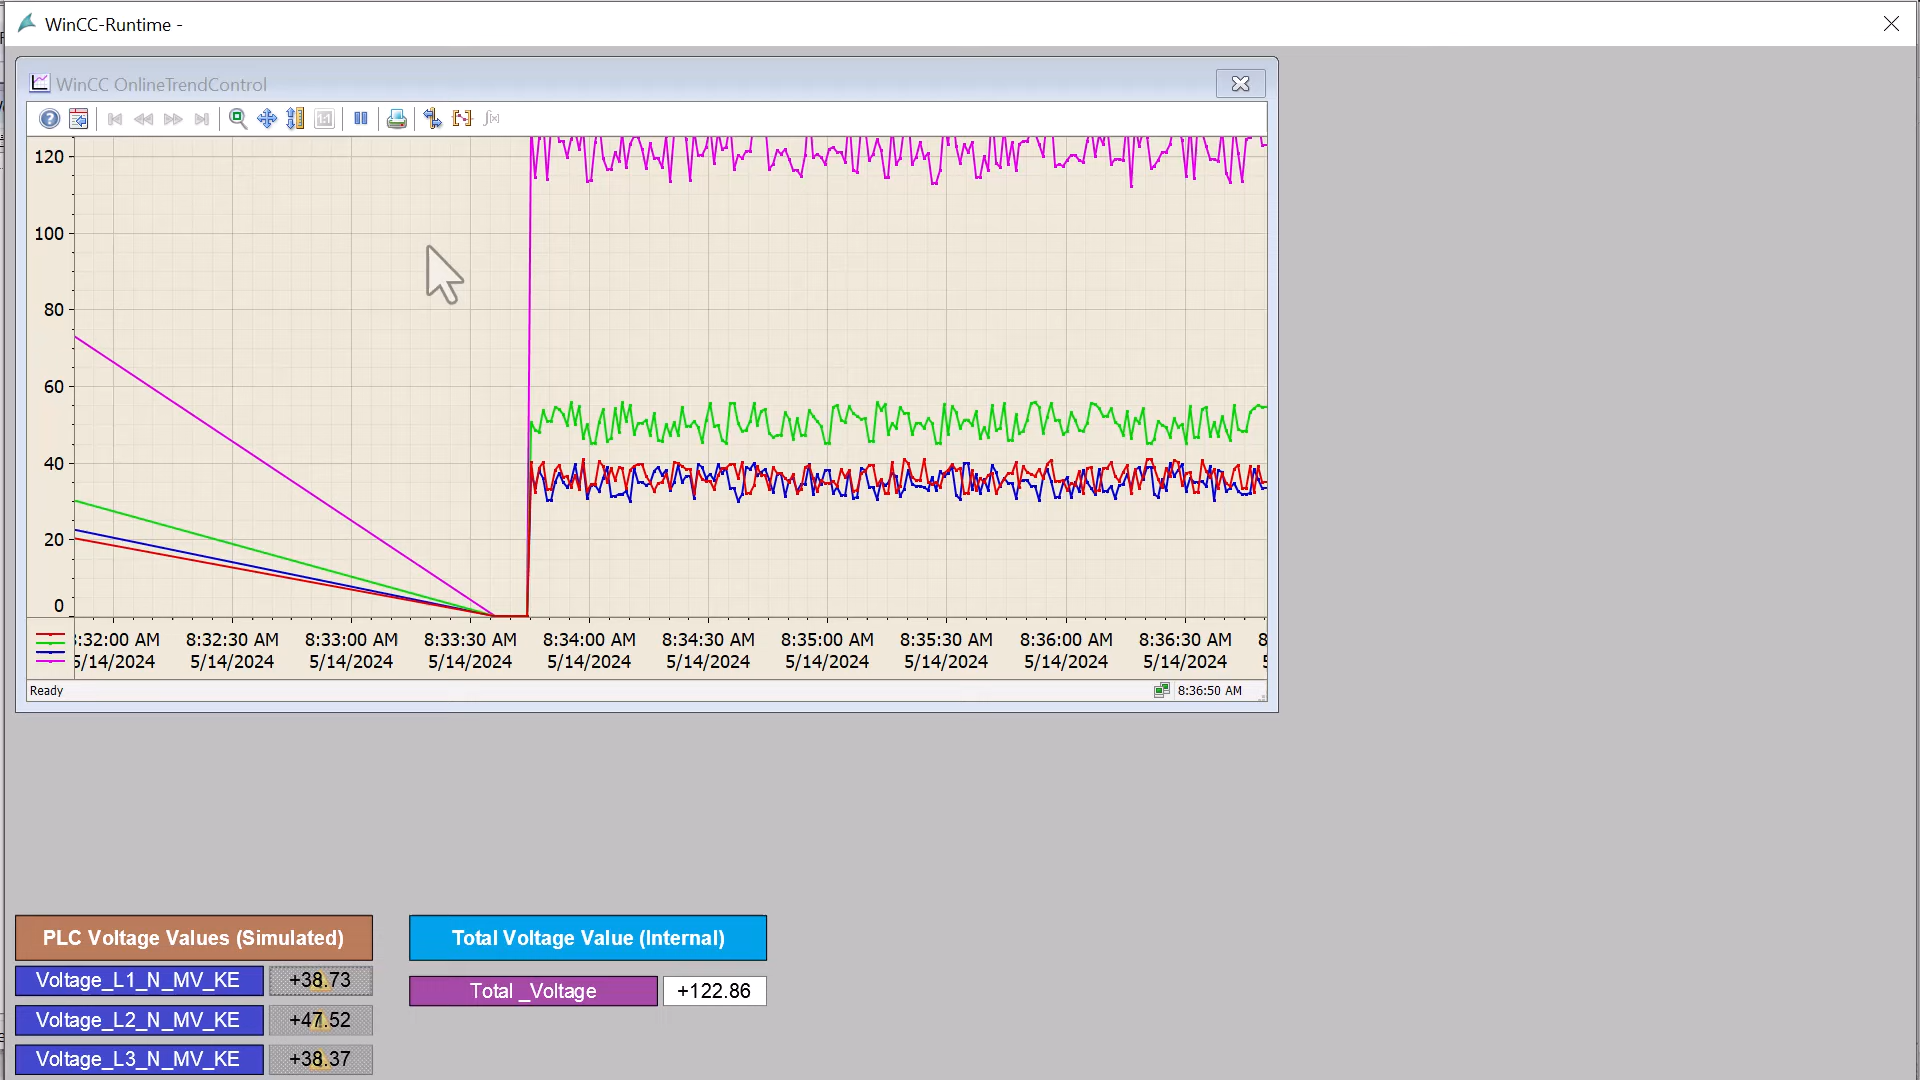 WinCC-Runtime -
WinCC OnlineTrendControl
120
100
80
60
40
20
0
:32:00 AM 8:32:30 AM 8:33:00 AM 8:33:30 AM 8:34:00 AM 8:34:30 AM 8:35:00 AM 8:35:30 AM 8:36:00 AM 8:36:30 AM 8
5/14/2024 5/14/2024 5/14/2024 5/14/2024 5/14/2024 5/14/2024 5/14/2024 5/14/2024 5/14/2024 5/14/2024
Ready 8:36:50 AM
PLC Voltage Values (Simulated) Total Voltage Value (Internal)
Voltage_L1_N_MV_KE +38.73
Total _Voltage +122.86
Voltage_L2_N_MV_KE +47.52
Voltage_L3_N_MV_KE +38.37